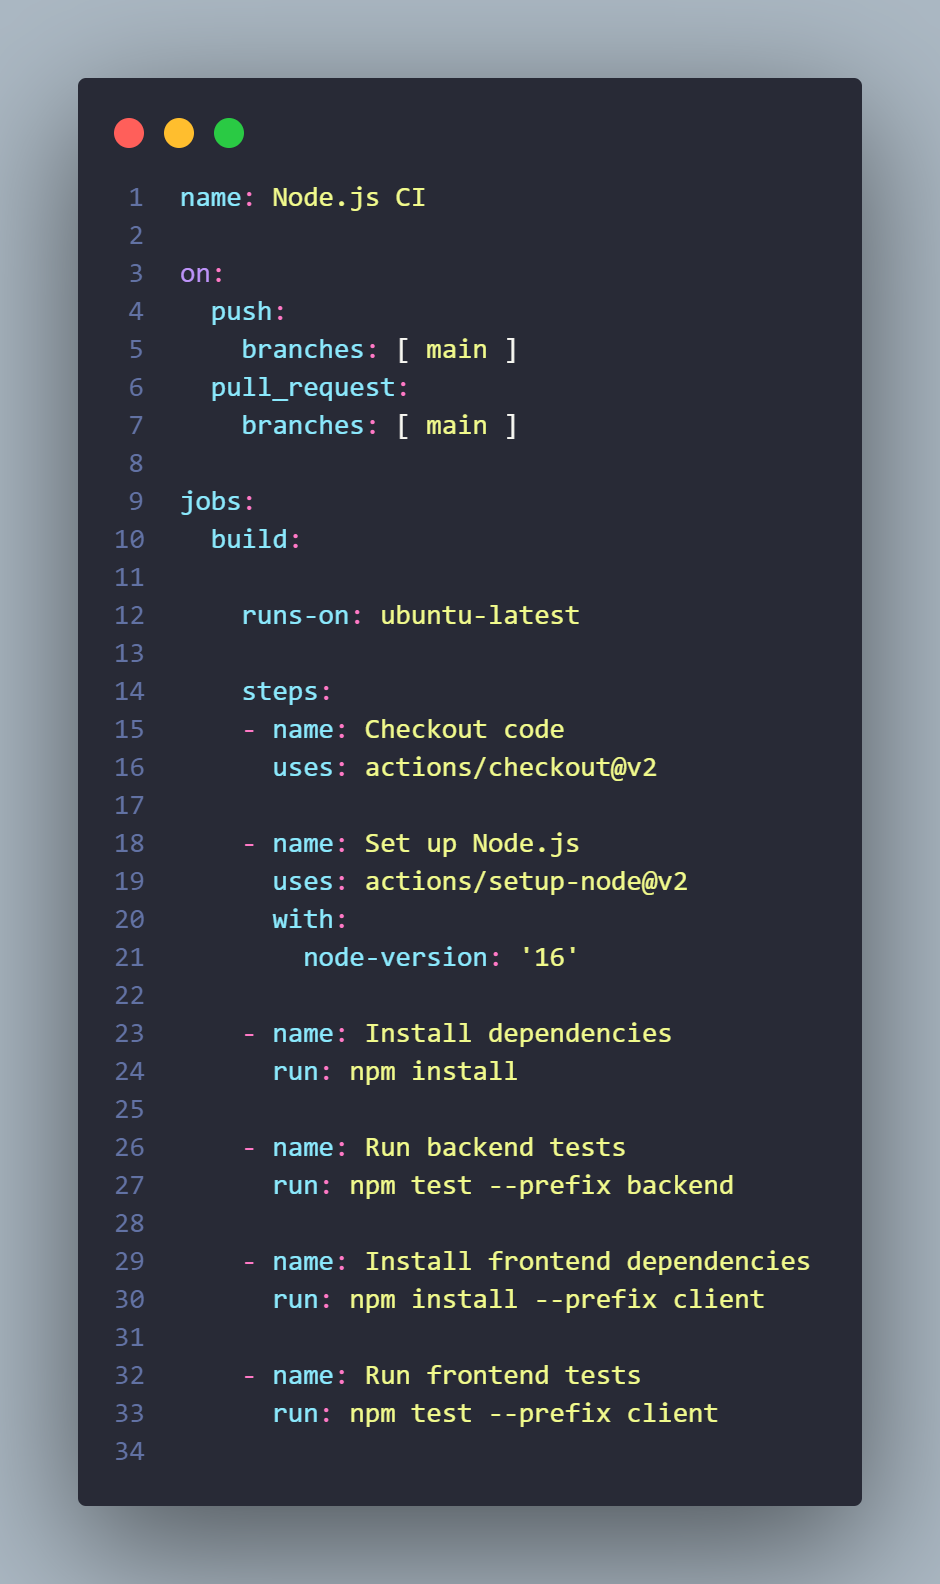 1 name: Node.js CI
2
3 on:
4   push:
5     branches: [ main ]
6   pull_request:
7     branches: [ main ]
8
9 jobs:
10   build:
11
12     runs-on: ubuntu-latest
13
14     steps:
15     - name: Checkout code
16       uses: actions/checkout@v2
17
18     - name: Set up Node.js
19       uses: actions/setup-node@v2
20       with:
21         node-version: '16'
22
23     - name: Install dependencies
24       run: npm install
25
26     - name: Run backend tests
27       run: npm test --prefix backend
28
29     - name: Install frontend dependencies
30       run: npm install --prefix client
31
32     - name: Run frontend tests
33       run: npm test --prefix client
34